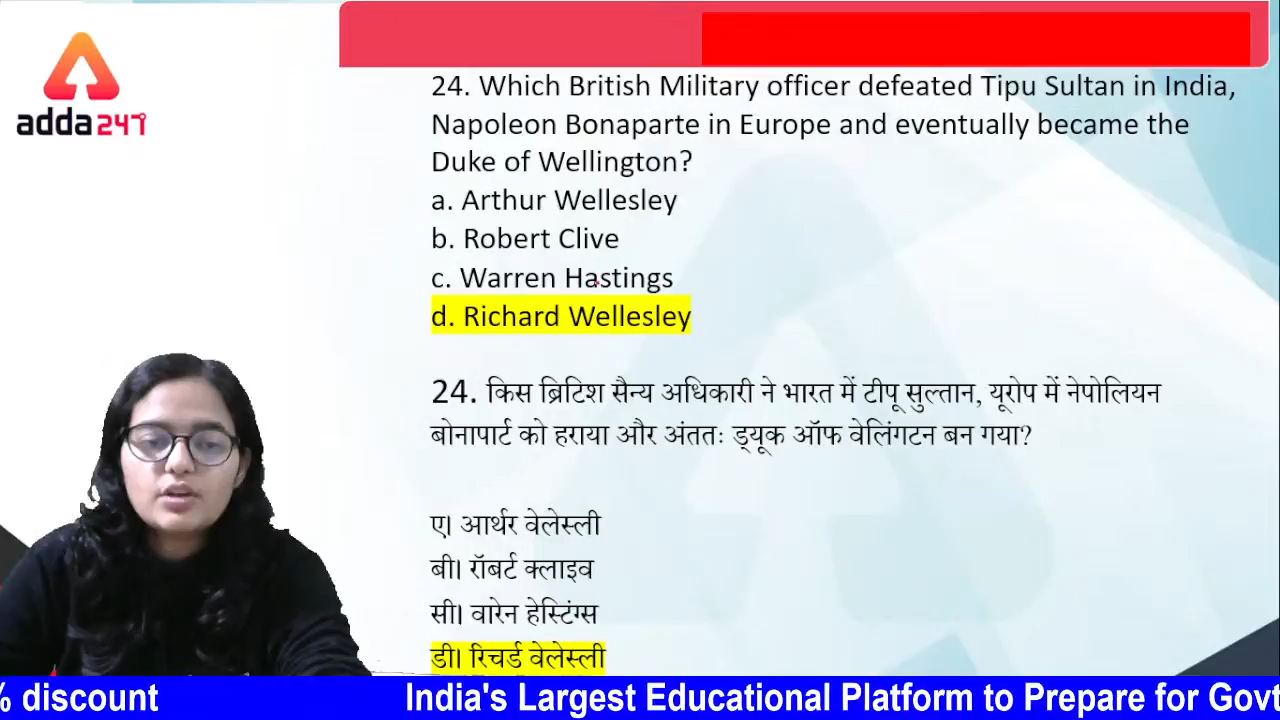 adda247
24. Which British Military officer defeated Tipu Sultan in India,
Napoleon Bonaparte in Europe and eventually became the
Duke of Wellington?
a. Arthur Wellesley
b. Robert Clive
c. Warren Hastings
d. Richard Wellesley
24. किस ब्रिटिश सैन्य अधिकारी ने भारत में टीपू सुल्तान, यूरोप में नेपोलियन
बोनापार्ट को हराया और अंततः ड्यूक ऑफ वेलिंगटन बन गया?
ए। आर्थर वेलेस्ली
बी। रॉबर्ट क्लाइव
सी। वारेन हेस्टिंग्स
डी। रिचर्ड वेलेस्ली
% discount India's Largest Educational Platform to Prepare for Govt